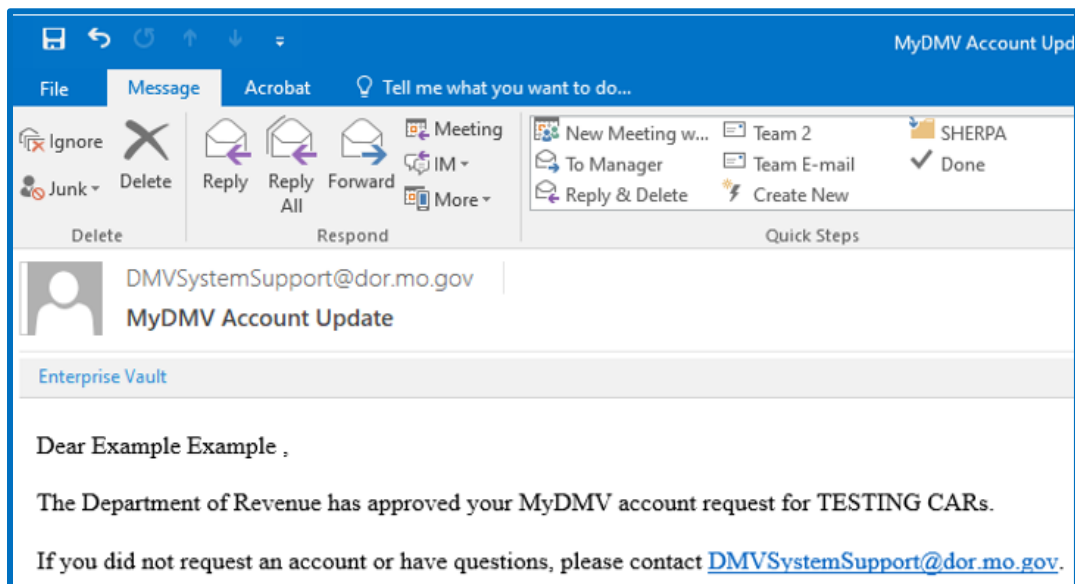 MyDMV Account Upd
File Message Acrobat Tell me what you want to do...
Ignore
Junk
Delete
Reply
Reply All
Forward
Meeting
IM
More
New Meeting w...
To Manager
Reply & Delete
Team 2
Team E-mail
Create New
SHERPA
Done
Delete Respond Quick Steps
DMVSystemSupport@dor.mo.gov
MyDMV Account Update
Enterprise Vault
Dear Example Example ,
The Department of Revenue has approved your MyDMV account request for TESTING CARs.
If you did not request an account or have questions, please contact DMVSystemSupport@dor.mo.gov.